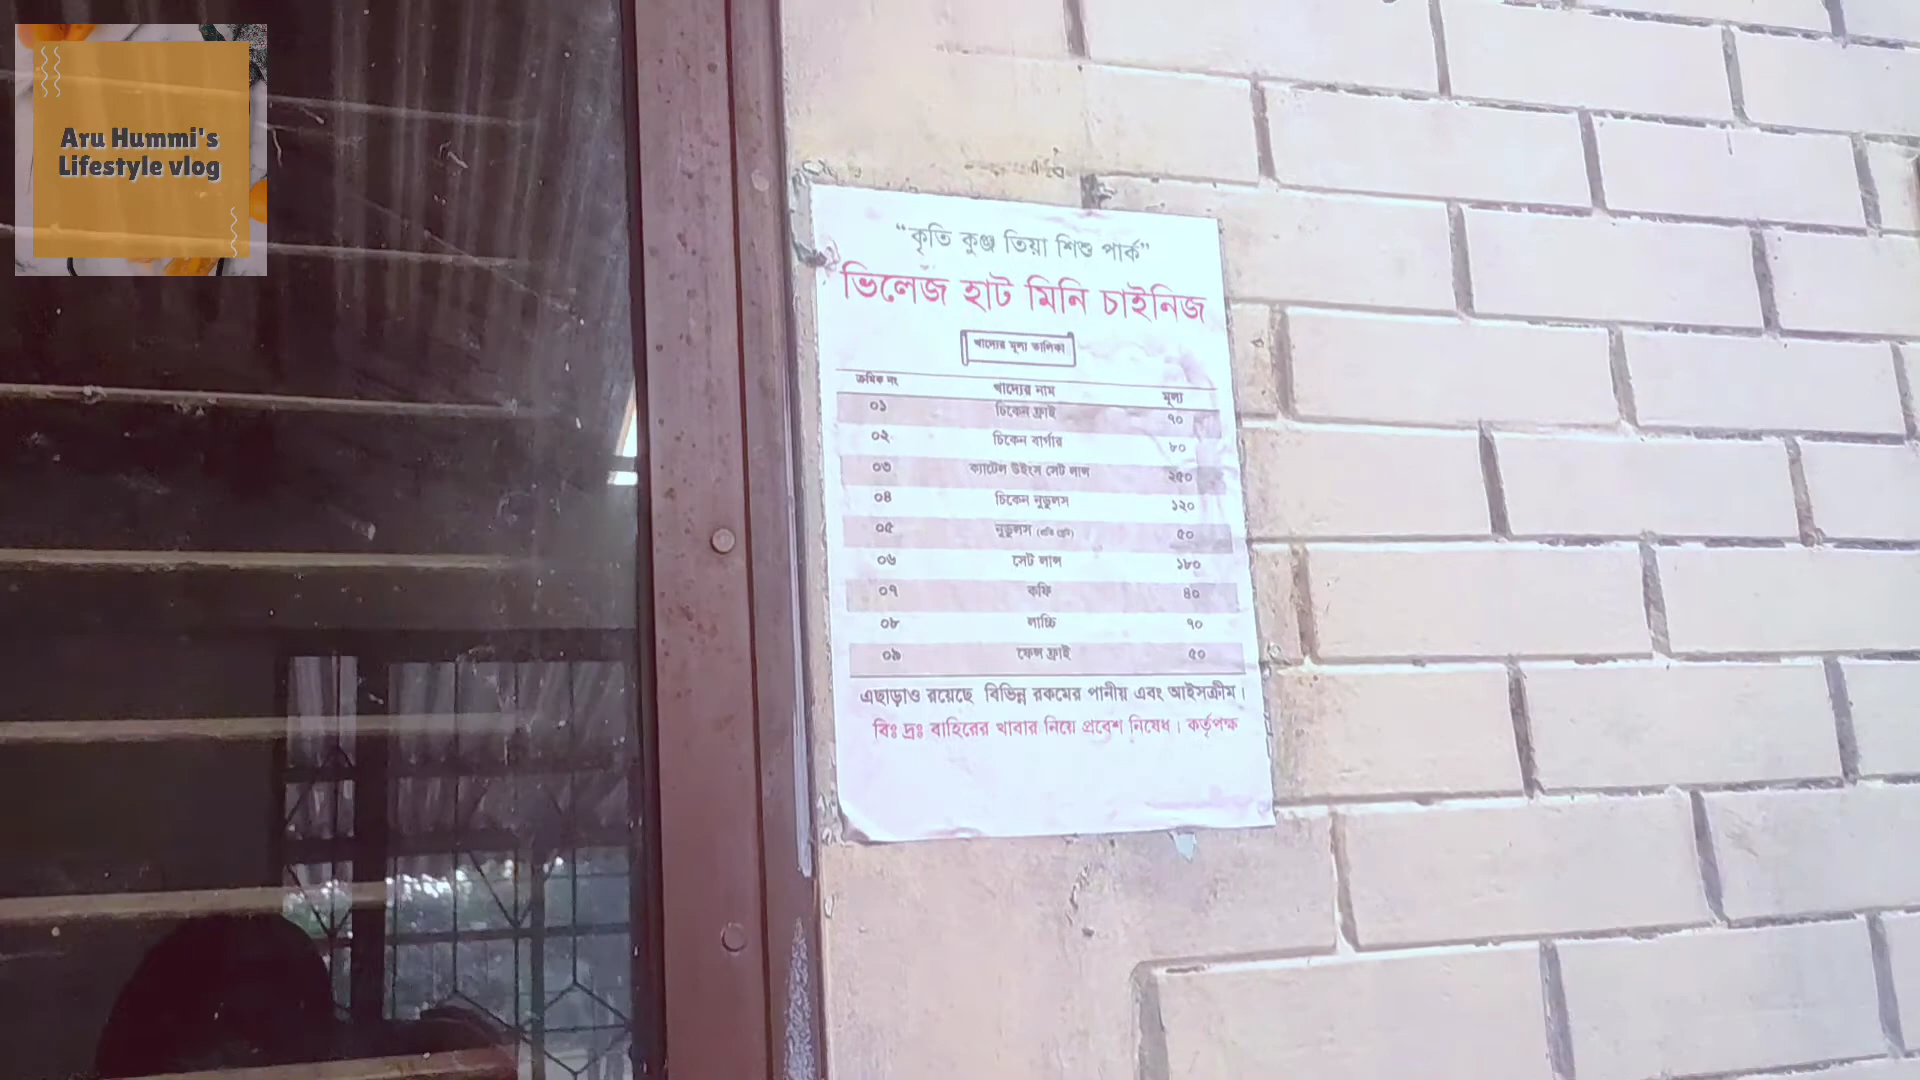 Aru Hummi's
Lifestyle vlog
“কৃতি কুঞ্জ তিয়া শিশু পার্ক”
ভিলেজ হাট মিনি চাইনিজ
খাদ্যের মূল্য তালিকা
ক্রমিক নং খাদ্যের নাম মূল্য
০১ চিকেন ফ্রাই ৭০
০২ চিকেন বার্গার ৮০
০৩ ক্যাটেল উইংস সেট লান্স ২৫০
০৪ চিকেন নুডুলস ১২০
০৫ নুডুলস ৫০
০৬ সেট লান্স ১৮০
০৭ কফি ৪০
০৮ লাচ্ছি ৭০
০৯ ফেন্স ফ্রাই ৫০
এছাড়াও রয়েছে বিভিন্ন রকমের পানীয় এবং আইসক্রীম।
বিঃ দ্রঃ বাহিরের খাবার নিয়ে প্রবেশ নিষেধ। কর্তৃপক্ষ